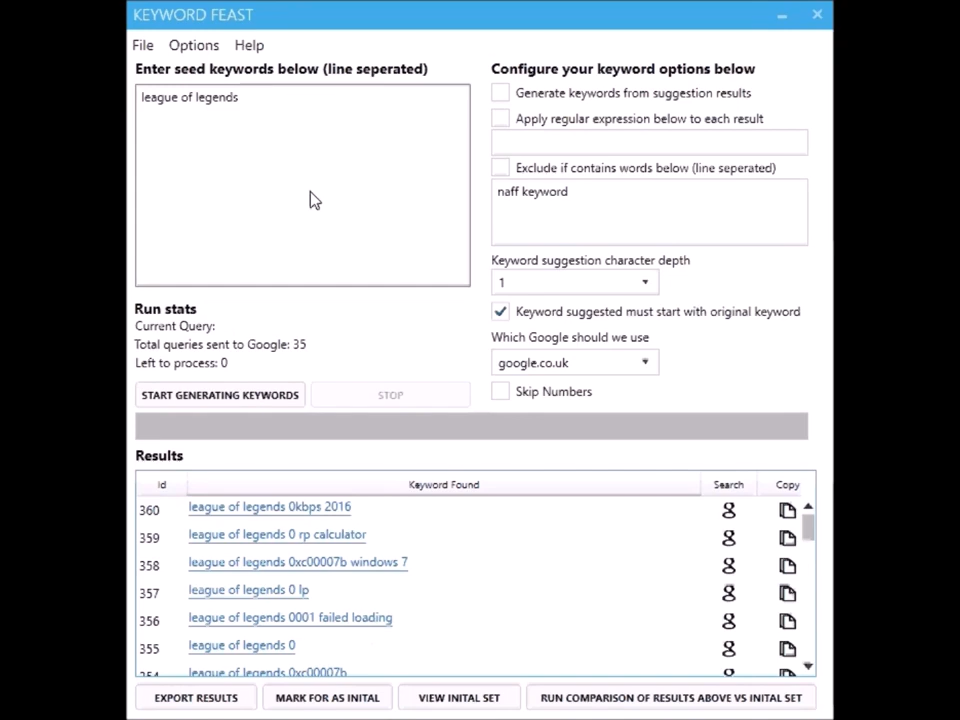 KEYWORD FEAST
File Options Help
Enter seed keywords below (line seperated)
league of legends
Configure your keyword options below
Generate keywords from suggestion results
Apply regular expression below to each result
Exclude if contains words below (line seperated)
naff keyword
Keyword suggestion character depth
1
Keyword suggested must start with original keyword
Which Google should we use
google.co.uk
Skip Numbers
Run stats
Current Query:
Total queries sent to Google: 35
Left to process: 0
START GENERATING KEYWORDS STOP
Results
Id Keyword Found Search Copy
360 league of legends 0kbps 2016
359 league of legends 0 rp calculator
358 league of legends 0xc00007b windows 7
357 league of legends 0 lp
356 league of legends 0001 failed loading
355 league of legends 0
354 league of legends 0xc00007b
EXPORT RESULTS MARK FOR AS INITAL VIEW INITAL SET RUN COMPARISON OF RESULTS ABOVE VS INITAL SET